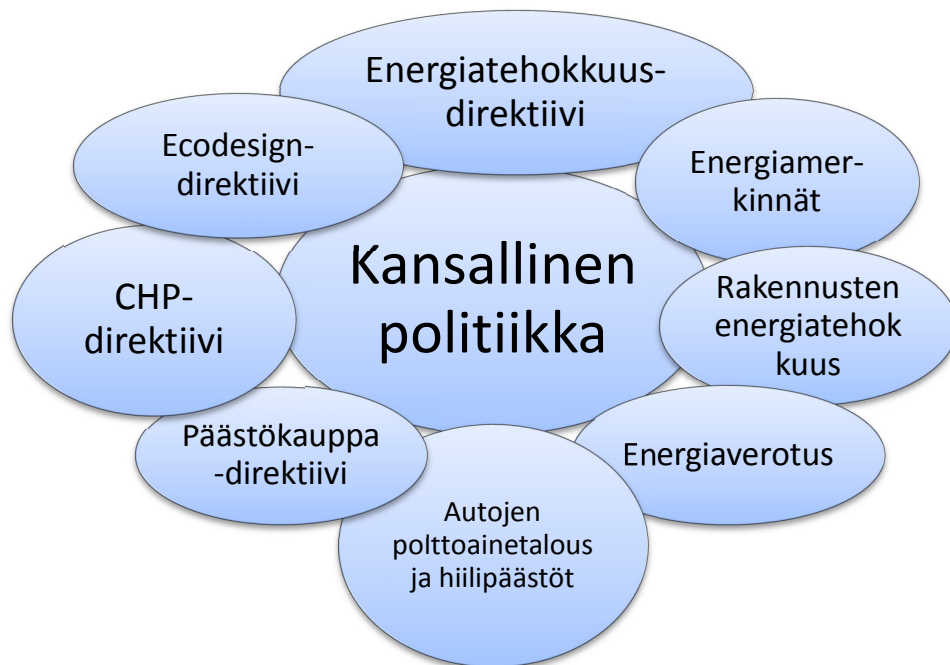 Energiatehokkuus-
direktiivi
Ecodesign-
direktiivi
Energiamer-
kinnät
Kansallinen
politiikka
CHP-
direktiivi
Rakennusten
energiatehok
kuus
Päästökauppa
-direktiivi
Energiaverotus
Autojen
polttoainetalous
ja hiilipäästöt